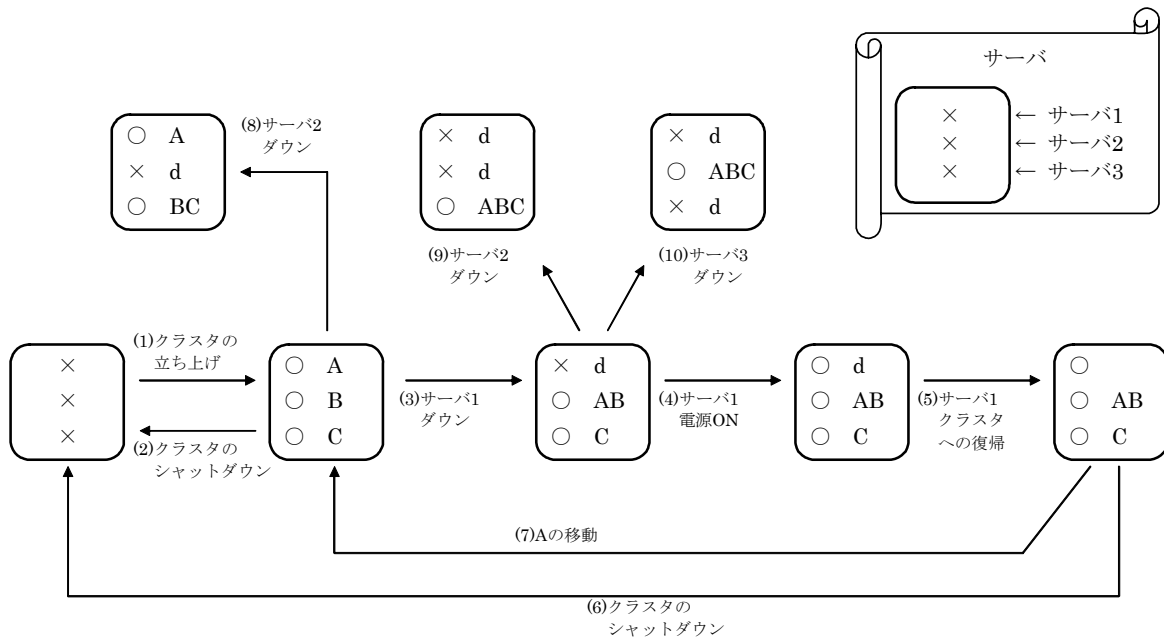 サーバ
× ← サーバ1
× ← サーバ2
× ← サーバ3
○ A
× d
○ BC
(8)サーバ2
ダウン
× d
× d
○ ABC
× d
○ ABC
× d
(9)サーバ2
ダウン
(10)サーバ3
ダウン
×
×
×
(1)クラスタの
立ち上げ
(2)クラスタの
シャットダウン
○ A
○ B
○ C
(3)サーバ1
ダウン
× d
○ AB
○ C
(4)サーバ1
電源ON
○ d
○ AB
○ C
(5)サーバ1
クラスタ
への復帰
○
○ AB
○ C
(7)Aの移動
(6)クラスタの
シャットダウン